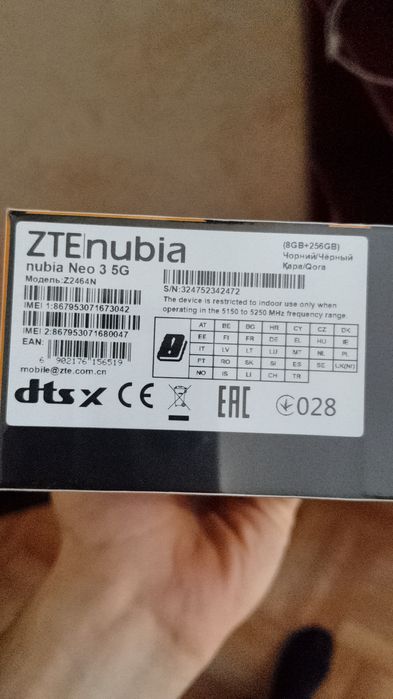 ZTE nubia
nubia Neo 3 5G
Модель:Z2464N
(8GB+256GB)
Чорний/Чёрный
Қара/Qora
S/N:324752342472
IMEI 1:867953071673042
IMEI 2:867953071680047
EAN:
6 902176 156519
mobile@zte.com.cn
The device is restricted to indoor use only when
operating in the 5150 to 5250 MHz frequency range.
AT BE BG HR CY CZ DK
EE FI FR DE EL HU IE
IT LV LT LU MT NL PL
PT RO SK SI ES SE UK(NI)
NO IS LI CH TR
dts x CE EAC 028